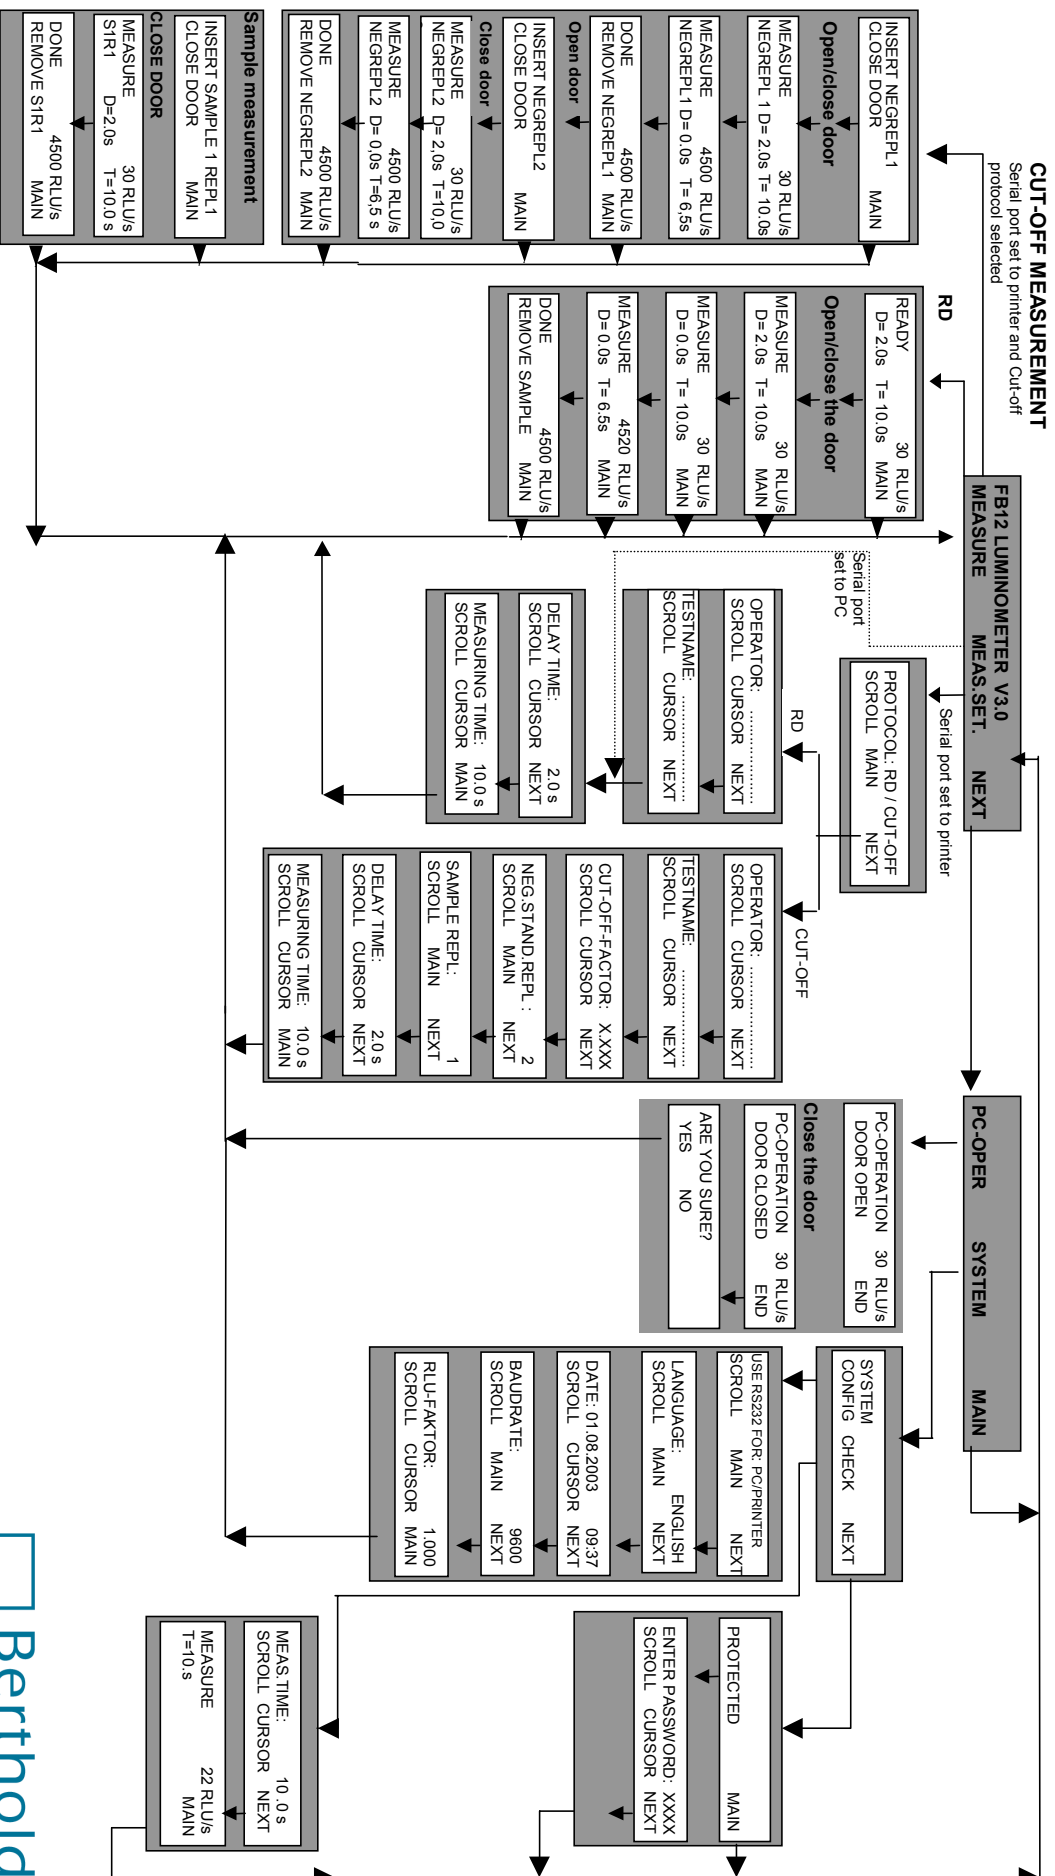 CUT-OFF MEASUREMENT
Serial port set to printer and Cut-off
protocol selected
INSERT NEGREPL1
CLOSE DOOR MAIN
Open/close door
MEASURE 30 RLU/s
NEGREPL 1 D= 2.0s T= 10.0s
MEASURE 4500 RLU/s
NEGREPL 1 D= 0.0s T= 6,5s
DONE 4500 RLU/s
REMOVE NEGREPL1 MAIN
Open door
INSERT NEGREPL2
CLOSE DOOR MAIN
Close door
MEASURE 30 RLU/s
NEGREPL2 D= 2,0s T=10,0
MEASURE 4500 RLU/s
NEGREPL2 D= 0,0s T=6,5 s
DONE 4500 RLU/s
REMOVE NEGREPL2 MAIN
Sample measurement
INSERT SAMPLE 1 REPL1
CLOSE DOOR MAIN
CLOSE DOOR
MEASURE 30 RLU/s
S1R1 D=2.0s T=10.0 s
DONE 4500 RLU/s
REMOVE S1R1 MAIN
RD
READY 30 RLU/s
D= 2.0s T= 10.0s MAIN
Open/close the door
MEASURE 30 RLU/s
D= 2.0s T= 10.0s MAIN
MEASURE 30 RLU/s
D= 0.0s T= 10.0s MAIN
MEASURE 4520 RLU/s
D= 0.0s T= 6.5s MAIN
DONE 4500 RLU/s
REMOVE SAMPLE MAIN
FB12 LUMINOMETER V3.0
MEASURE MEAS.SET. NEXT
Serial port
set to PC
Serial port set to printer
PROTOCOL: RD / CUT-OFF
SCROLL MAIN NEXT
RD
OPERATOR: ....................
SCROLL CURSOR NEXT
TESTNAME: ....................
SCROLL CURSOR NEXT
DELAY TIME: 2.0 s
SCROLL CURSOR NEXT
MEASURING TIME: 10.0 s
SCROLL CURSOR MAIN
CUT-OFF
OPERATOR: ....................
SCROLL CURSOR NEXT
TESTNAME: ....................
SCROLL CURSOR NEXT
CUT-OFF-FACTOR: X.XXX
SCROLL CURSOR NEXT
NEG.STAND.REPL : 2
SCROLL MAIN NEXT
SAMPLE REPL: 1
SCROLL MAIN NEXT
DELAY TIME: 2.0 s
SCROLL CURSOR NEXT
MEASURING TIME: 10.0 s
SCROLL CURSOR MAIN
PC-OPER SYSTEM MAIN
PC-OPERATION 30 RLU/s
DOOR OPEN END
Close the door
PC-OPERATION 30 RLU/s
DOOR CLOSED END
ARE YOU SURE?
YES NO
SYSTEM
CONFIG CHECK NEXT
USE RS232 FOR: PC/PRINTER
SCROLL MAIN NEXT
LANGUAGE: ENGLISH
SCROLL MAIN NEXT
DATE: 01.08.2003 09:37
SCROLL CURSOR NEXT
BAUDRATE: 9600
SCROLL MAIN NEXT
RLU-FAKTOR: 1.000
SCROLL CURSOR MAIN
PROTECTED MAIN
ENTER PASSWORD: XXXX
SCROLL CURSOR NEXT
MEAS.TIME: 10 .0 s
SCROLL CURSOR NEXT
MEASURE 22 RLU/s
T=10.s MAIN
Berthold